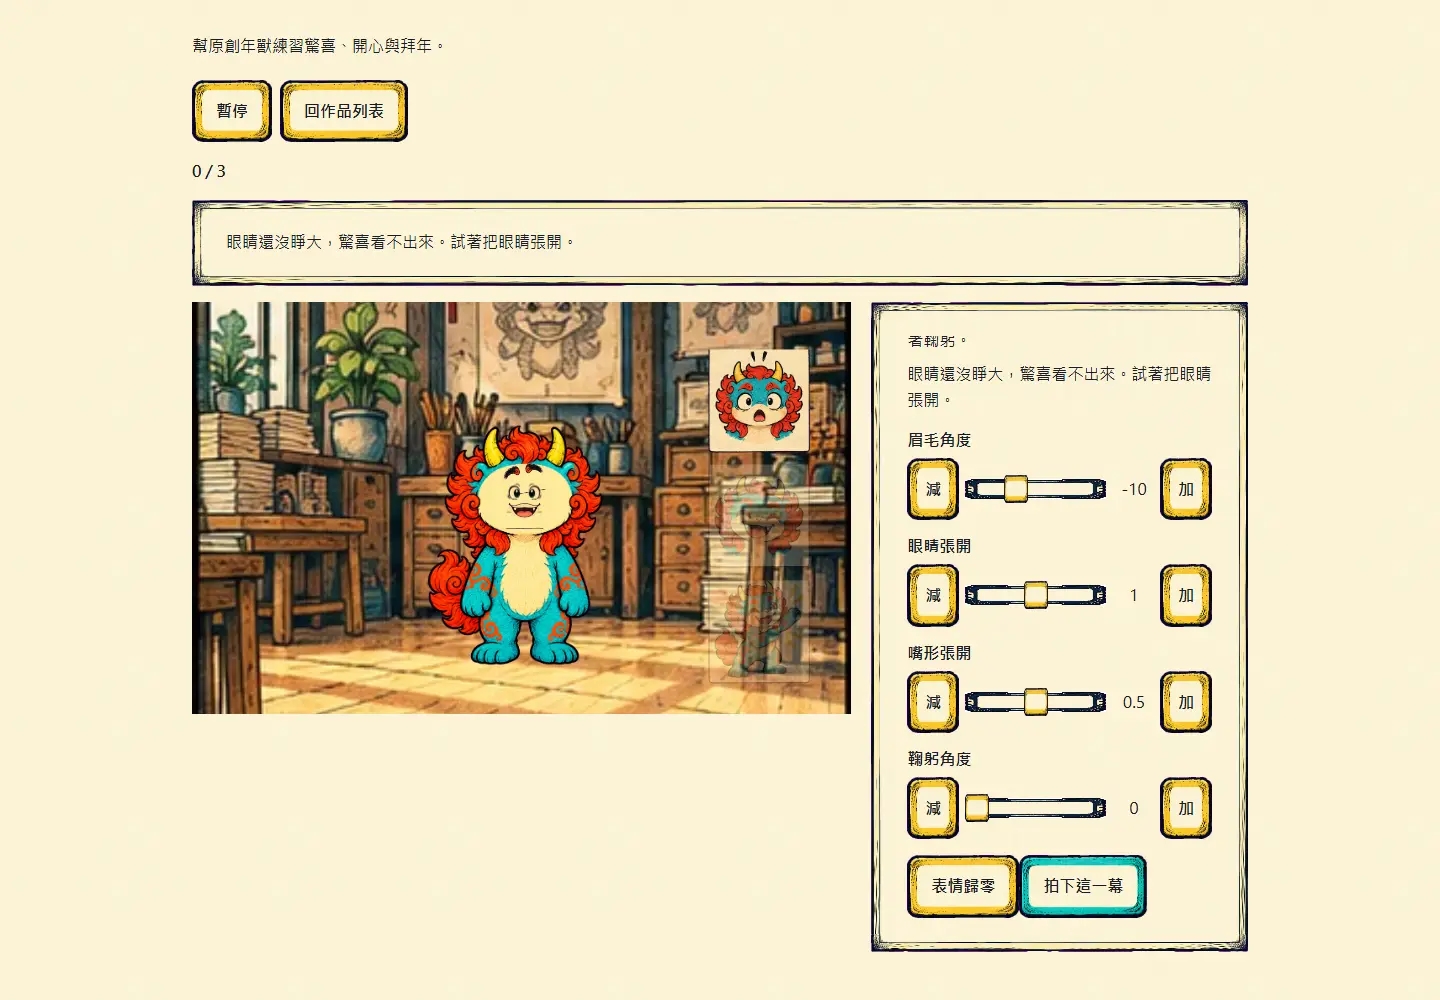 幫原創年獸練習驚喜、開心與拜年。
暫停
回作品列表
0 / 3
眼睛還沒睜大，驚喜看不出來。試著把眼睛張開。
著鞠躬。
眼睛還沒睜大，驚喜看不出來。試著把眼睛
張開。
眉毛角度
減
-10
加
眼睛張開
減
1
加
嘴形張開
減
0.5
加
鞠躬角度
減
0
加
表情歸零
拍下這一幕